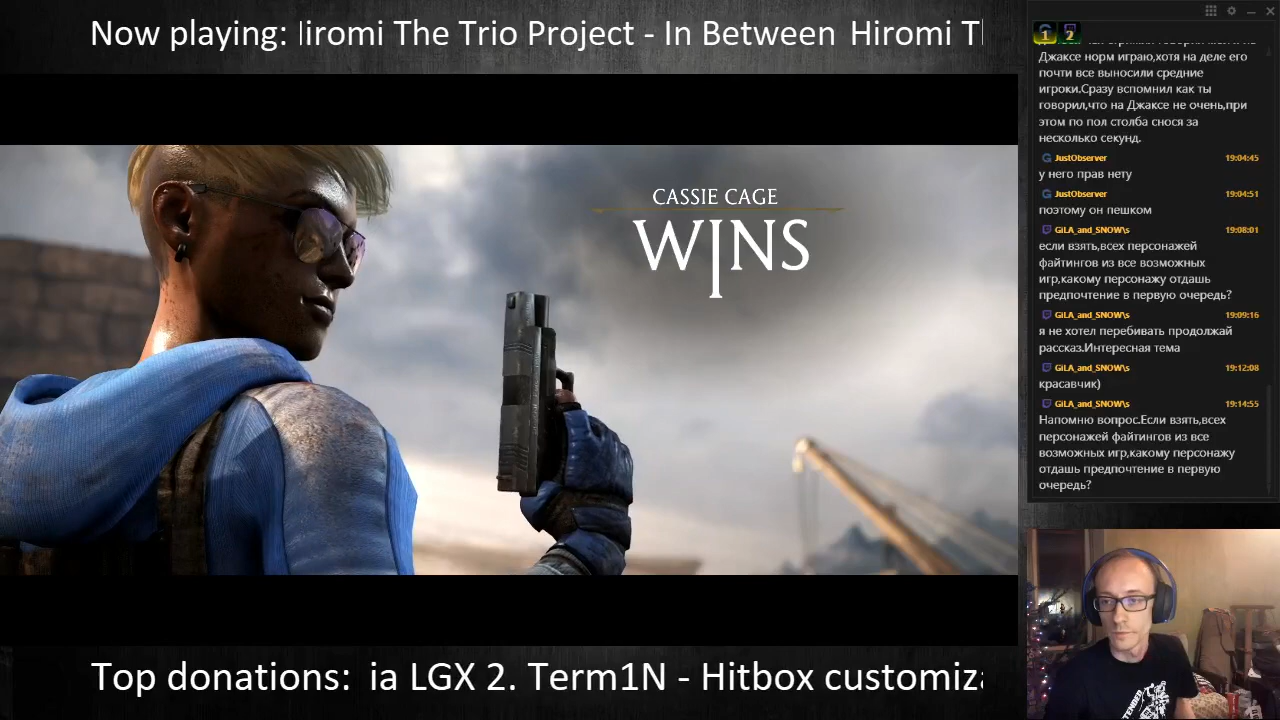 Now playing: Hiromi The Trio Project - In Between Hiromi T
1 2
Джаксе норм играю,хотя на деле его
почти все выносили средние
игроки.Сразу вспомнил как ты
говорил,что на Джаксе не очень,при
этом по пол столба снося за
несколько секунд.
JustObserver 19:04:45
у него прав нету
JustObserver 19:04:51
поэтому он пешком
GiLA_and_SNOW\s 19:08:01
если взять,всех персонажей
файтингов из все возможных
игр,какому персонажу отдашь
предпочтение в первую очередь?
GiLA_and_SNOW\s 19:09:16
я не хотел перебивать продолжай
рассказ.Интересная тема
GiLA_and_SNOW\s 19:12:08
красавчик)
GiLA_and_SNOW\s 19:14:55
Напомню вопрос.Если взять,всех
персонажей файтингов из все
возможных игр,какому персонажу
отдашь предпочтение в первую
очередь?
CASSIE CAGE
WINS
Top donations: ia LGX 2. Term1N - Hitbox customiza